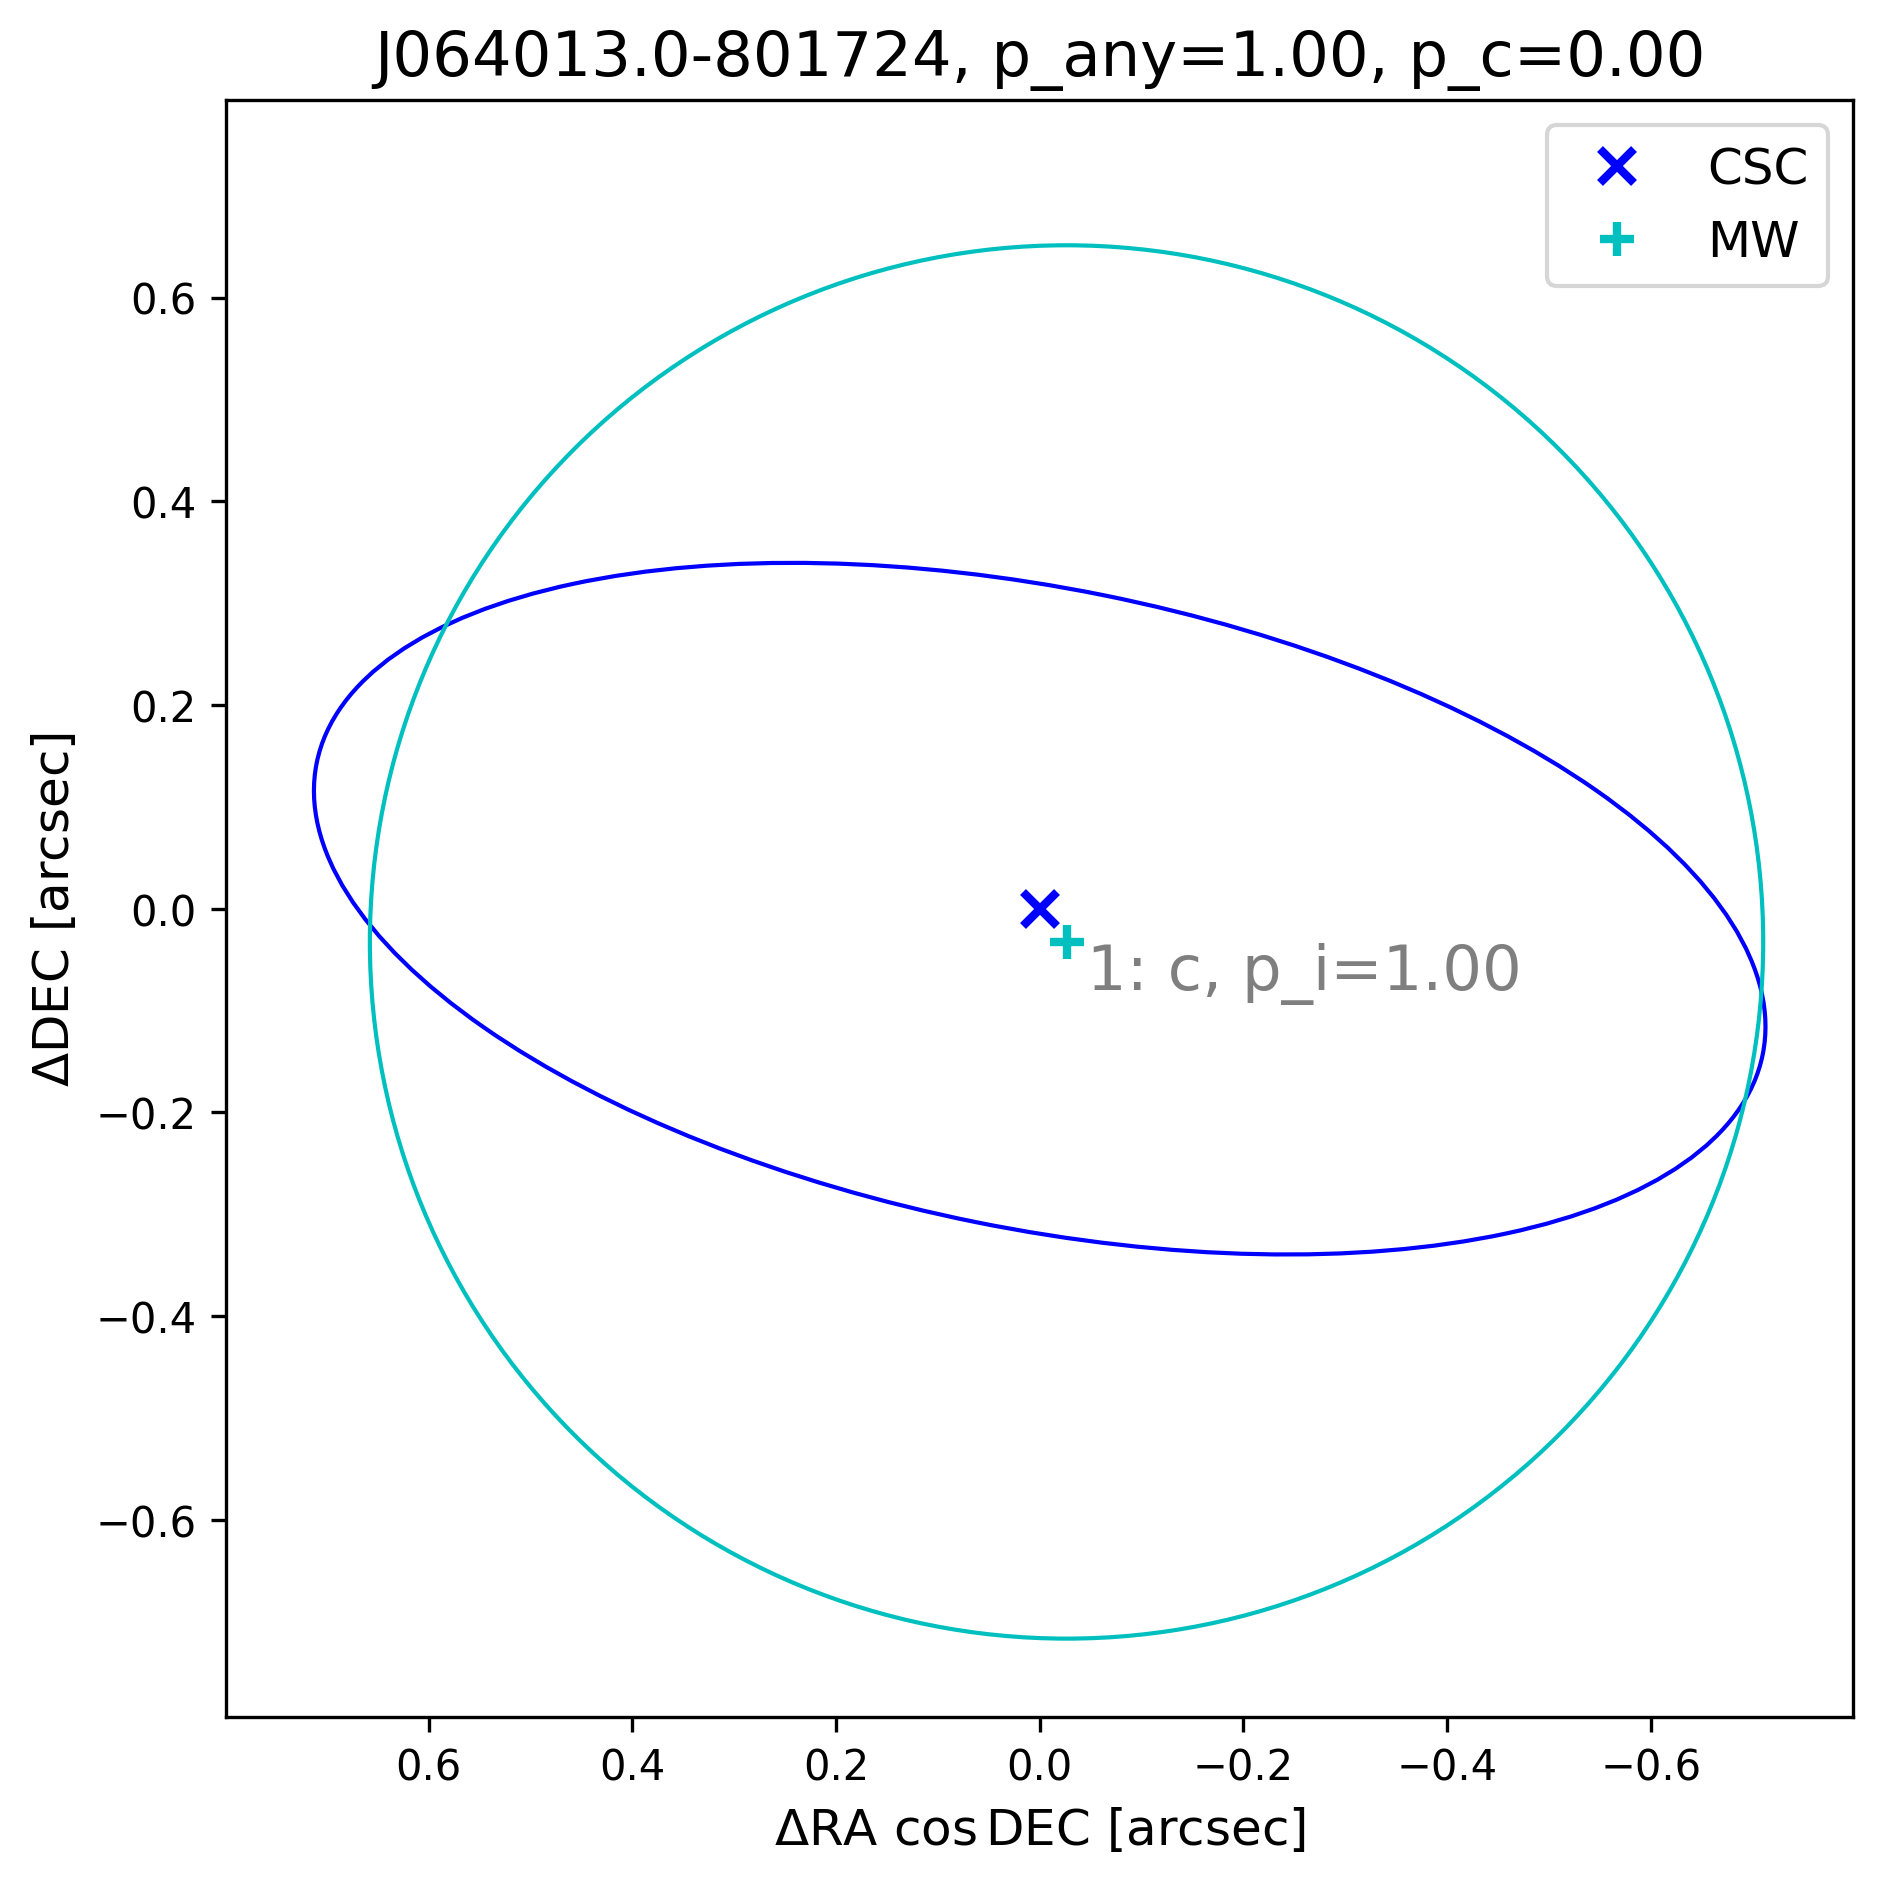 J064013.0-801724, p_any=1.00, p_c=0.00
CSC
MW
0.6
0.4
0.2
0.0
−0.2
−0.4
−0.6
ΔDEC [arcsec]
1: c, p_i=1.00
0.6 0.4 0.2 0.0 −0.2 −0.4 −0.6
ΔRA cos DEC [arcsec]